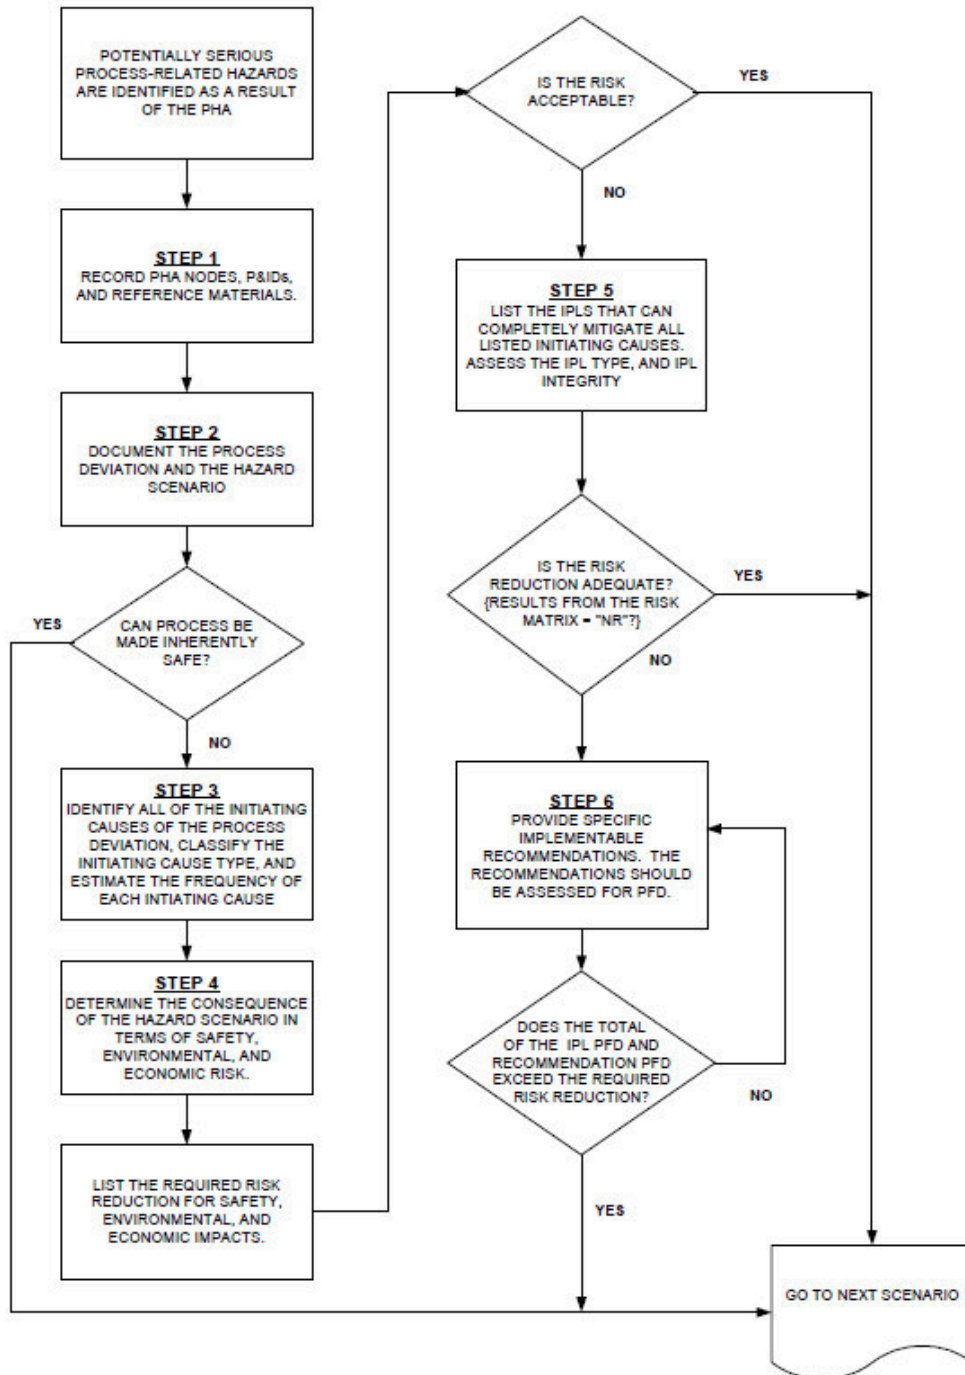 POTENTIALLY SERIOUS
PROCESS-RELATED HAZARDS
ARE IDENTIFIED AS A RESULT
OF THE PHA
STEP 1
RECORD PHA NODES, P&IDs,
AND REFERENCE MATERIALS.
STEP 2
DOCUMENT THE PROCESS
DEVIATION AND THE HAZARD
SCENARIO
YES
CAN PROCESS BE
MADE INHERENTLY
SAFE?
NO
STEP 3
IDENTIFY ALL OF THE INITIATING
CAUSES OF THE PROCESS
DEVIATION, CLASSIFY THE
INITIATING CAUSE TYPE, AND
ESTIMATE THE FREQUENCY OF
EACH INTIATING CAUSE
STEP 4
DETERMINE THE CONSEQUENCE
OF THE HAZARD SCENARIO IN
TERMS OF SAFETY,
ENVIRONMENTAL, AND
ECONOMIC RISK.
LIST THE REQUIRED RISK
REDUCTION FOR SAFETY,
ENVIRONMENTAL, AND
ECONOMIC IMPACTS.
IS THE RISK
ACCEPTABLE?
YES
NO
STEP 5
LIST THE IPLS THAT CAN
COMPLETELY MITIGATE ALL
LISTED INITIATING CAUSES.
ASSESS THE IPL TYPE, AND IPL
INTEGRITY
IS THE RISK
REDUCTION ADEQUATE?
{RESULTS FROM THE RISK
MATRIX = "NR"?}
YES
NO
STEP 6
PROVIDE SPECIFIC
IMPLEMENTABLE
RECOMMENDATIONS. THE
RECOMMENDATIONS SHOULD
BE ASSESSED FOR PFD.
DOES THE TOTAL
OF THE IPL PFD AND
RECOMMENDATION PFD
EXCEED THE REQUIRED
RISK REDUCTION?
NO
YES
GO TO NEXT SCENARIO